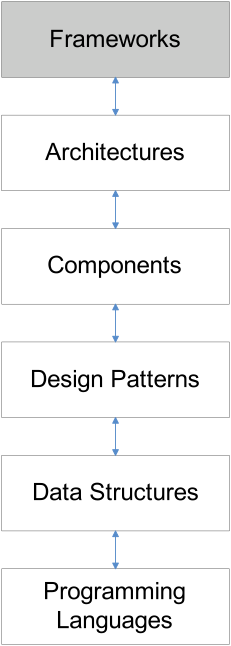 Frameworks
Architectures
Components
Design Patterns
Data Structures
Programming
Languages